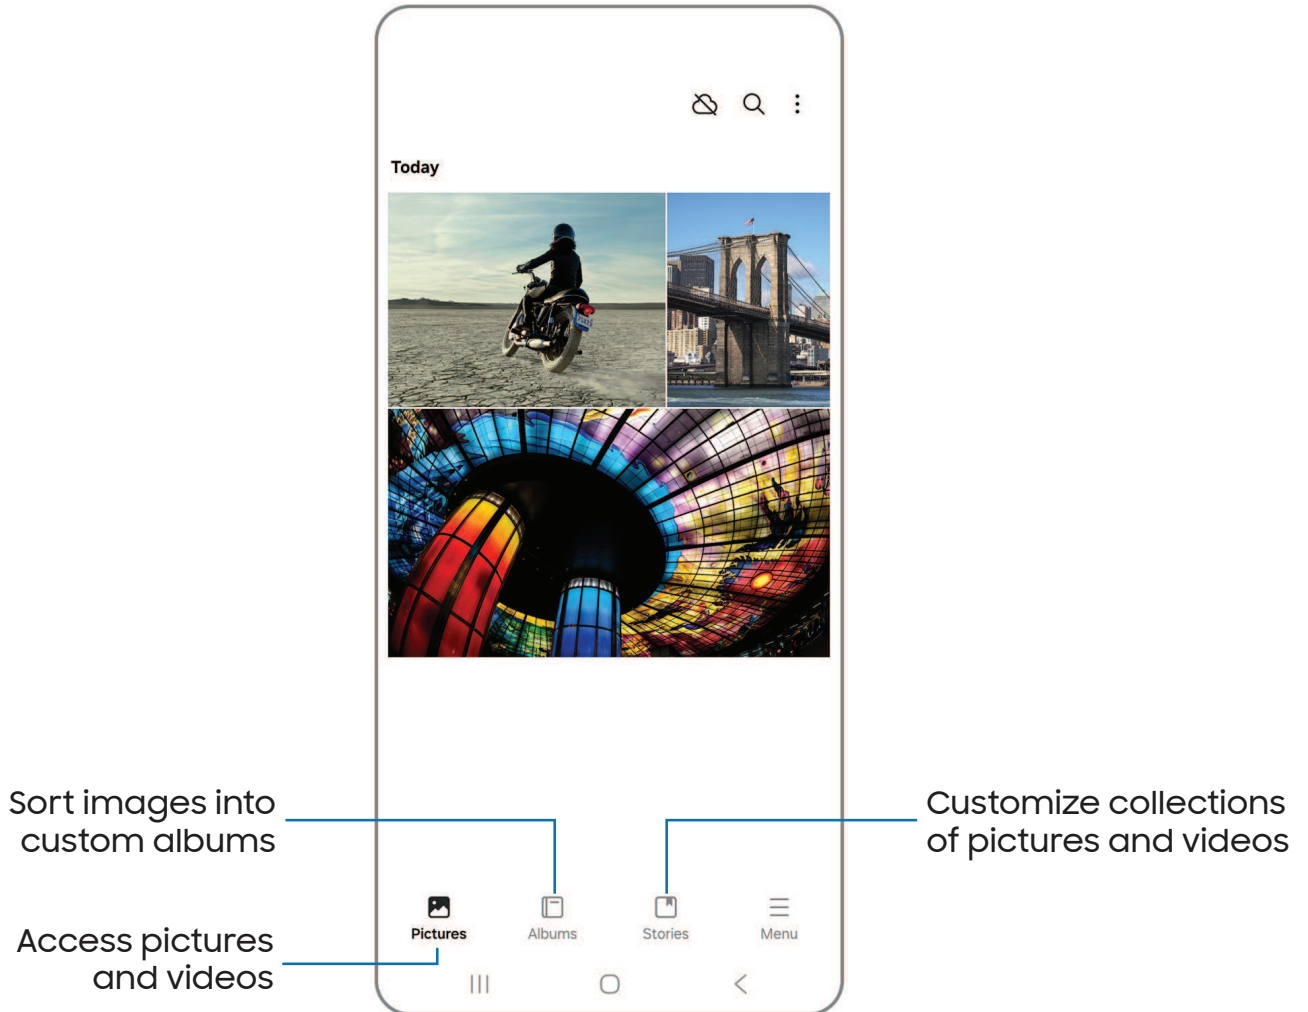 Today
Sort images into
custom albums
Customize collections
of pictures and videos
Pictures
Albums
Stories
Menu
Access pictures
and videos